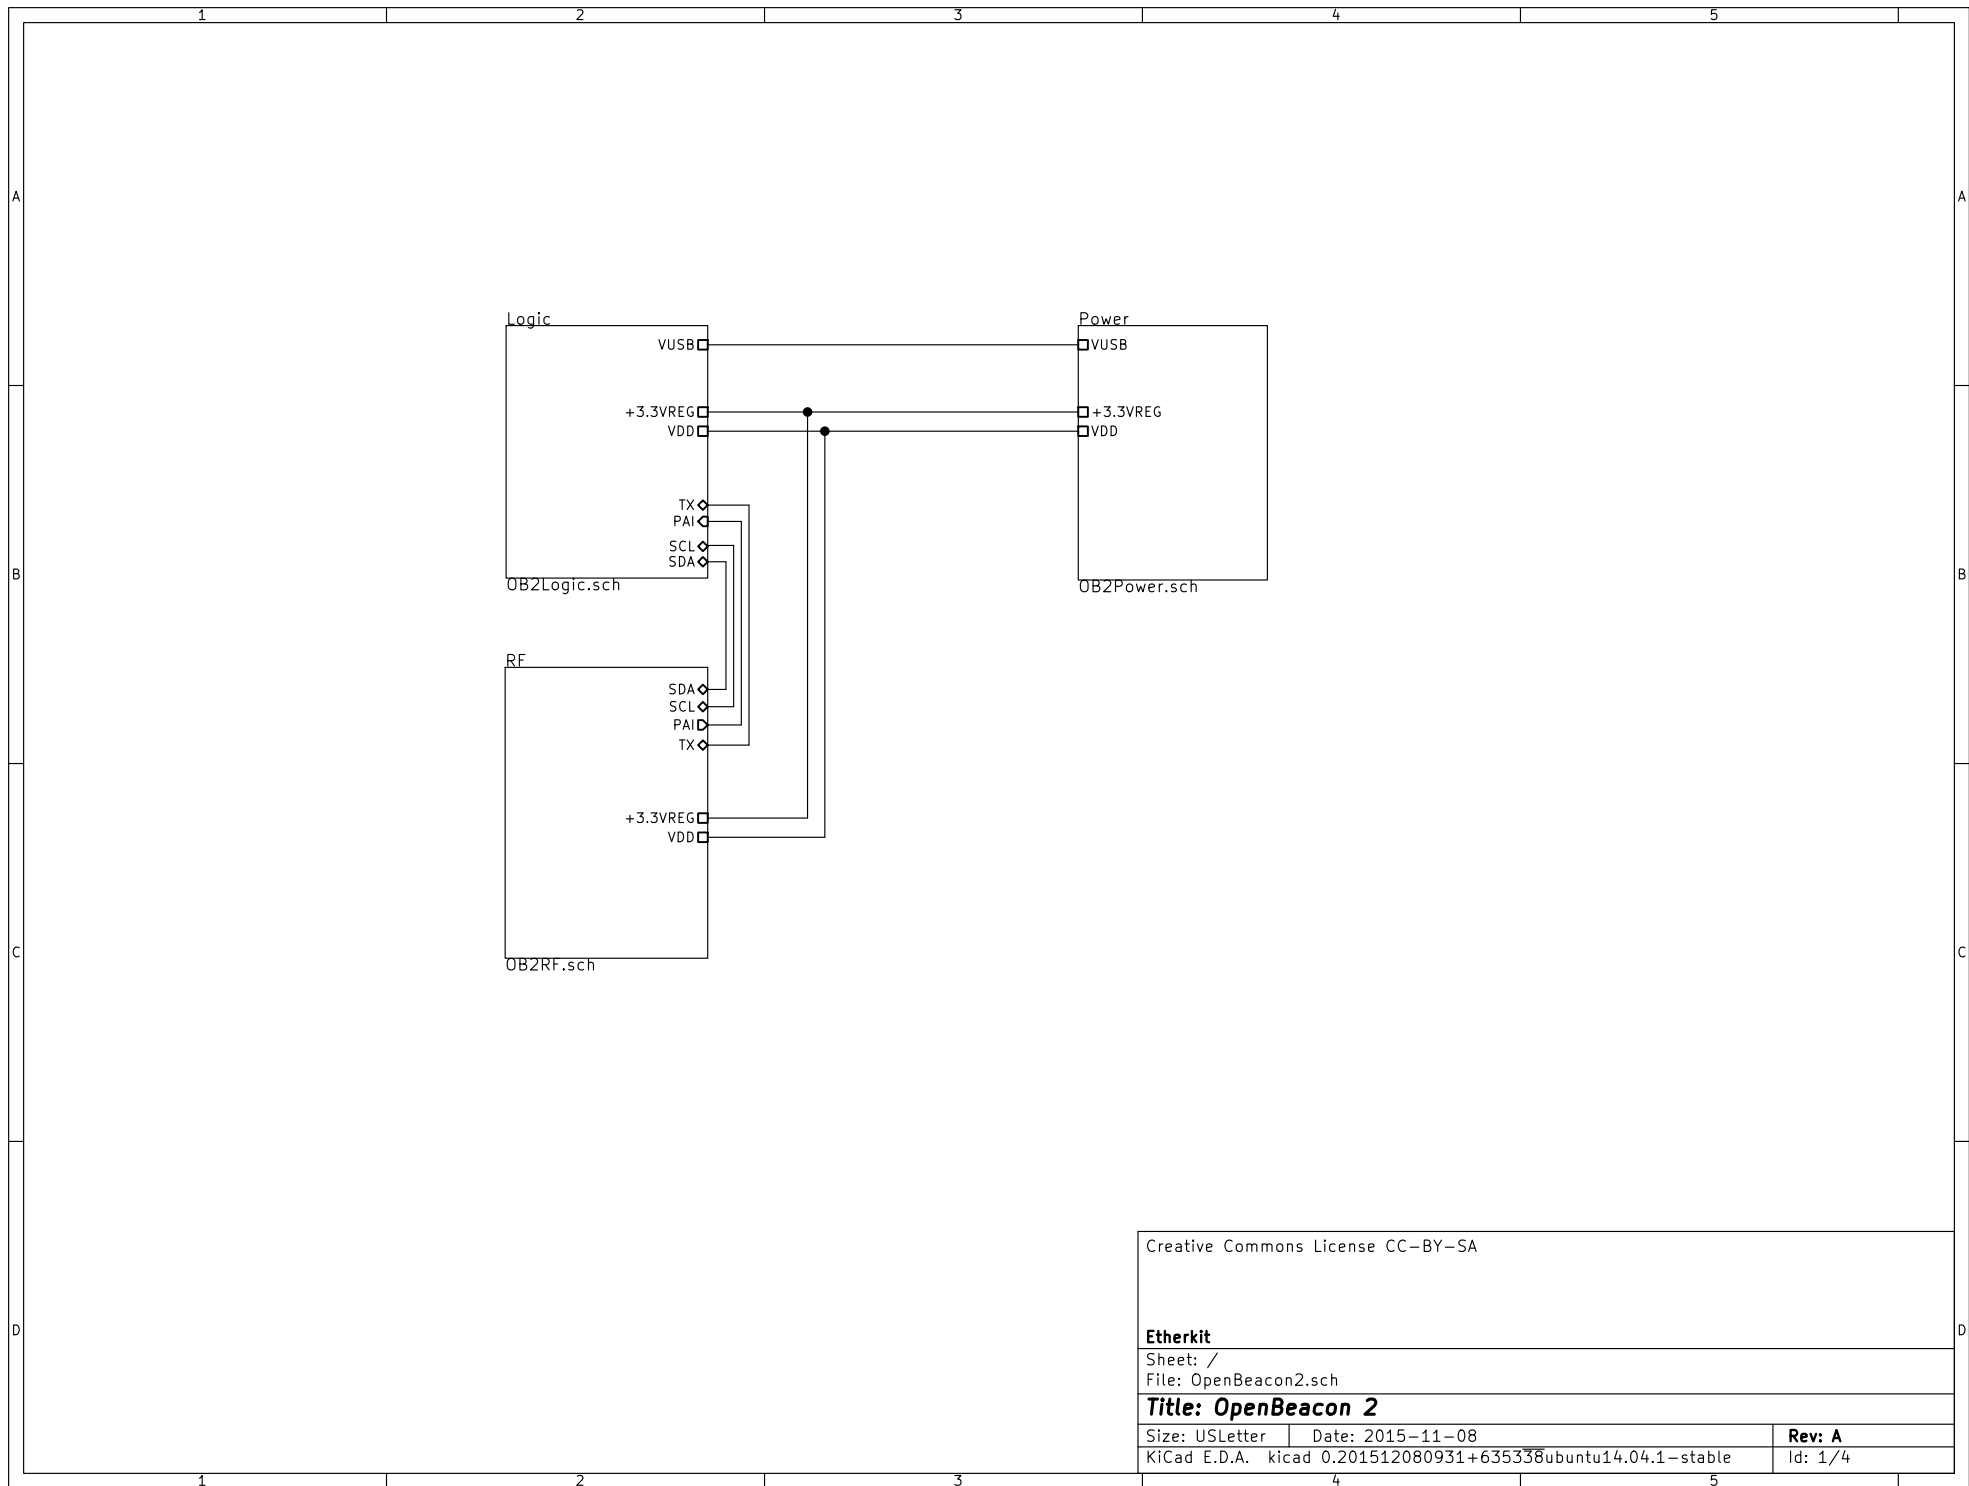 1 2 3 4 5
A A
Logic
VUSB
+3.3VREG
VDD
TX
PAI
SCL
SDA
OB2Logic.sch
Power
VUSB
+3.3VREG
VDD
OB2Power.sch
B B
RF
SDA
SCL
PAI
TX
+3.3VREG
VDD
OB2RF.sch
C C
D D
Creative Commons License CC-BY-SA
Etherkit
Sheet: /
File: OpenBeacon2.sch
Title: OpenBeacon 2
Size: USLetter Date: 2015-11-08 Rev: A
KiCad E.D.A. kicad 0.201512080931+635338ubuntu14.04.1-stable Id: 1/4
1 2 3 4 5